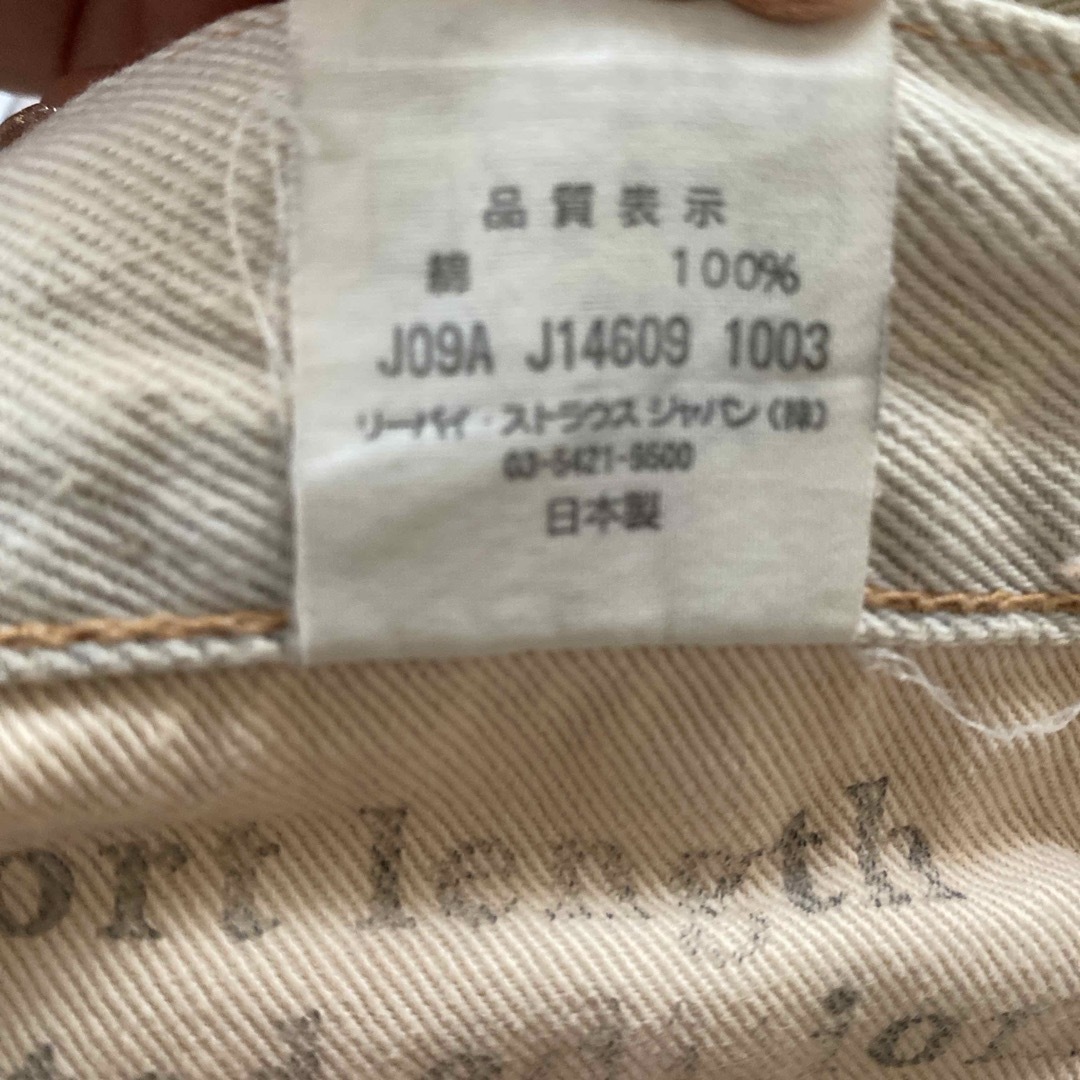 品質表示
綿 100%
J09A J14609 1003
リーバイ・ストラウス ジャパン(株)
03-5421-9500
日本製
ort length